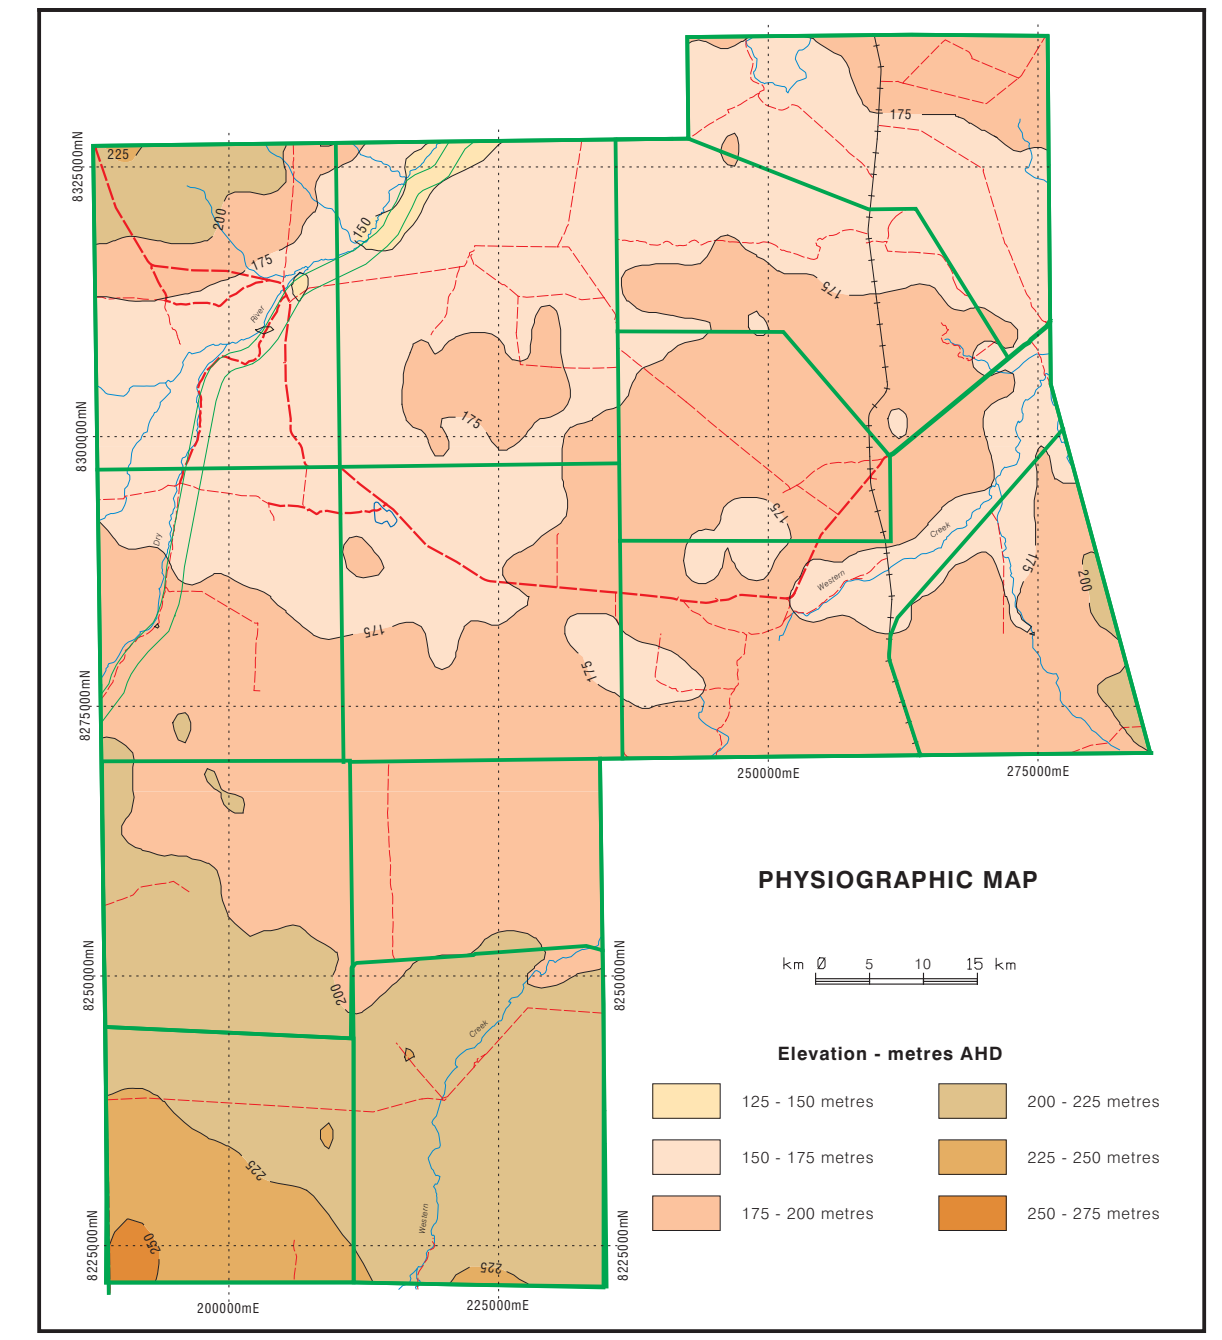 175
8325000mN
225
200
150
175
175
River
175
8300000mN
175
Dry
Creek
Western
175
200
175
175
8275000mN
250000mE
275000mE
PHYSIOGRAPHIC MAP
8250000mN
8250000mN
km 0 5 10 15 km
200
Creek
Elevation - metres AHD
125 - 150 metres
200 - 225 metres
150 - 175 metres
225 - 250 metres
175 - 200 metres
250 - 275 metres
225
Western
250
8225000mN
8225000mN
225
200000mE
225000mE